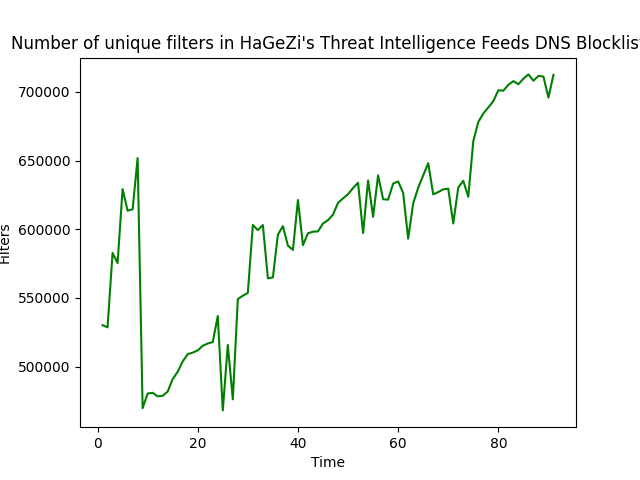 Number of unique filters in HaGeZi's Threat Intelligence Feeds DNS Blocklist
700000
650000
600000
550000
500000
Filters
0 20 40 60 80
Time